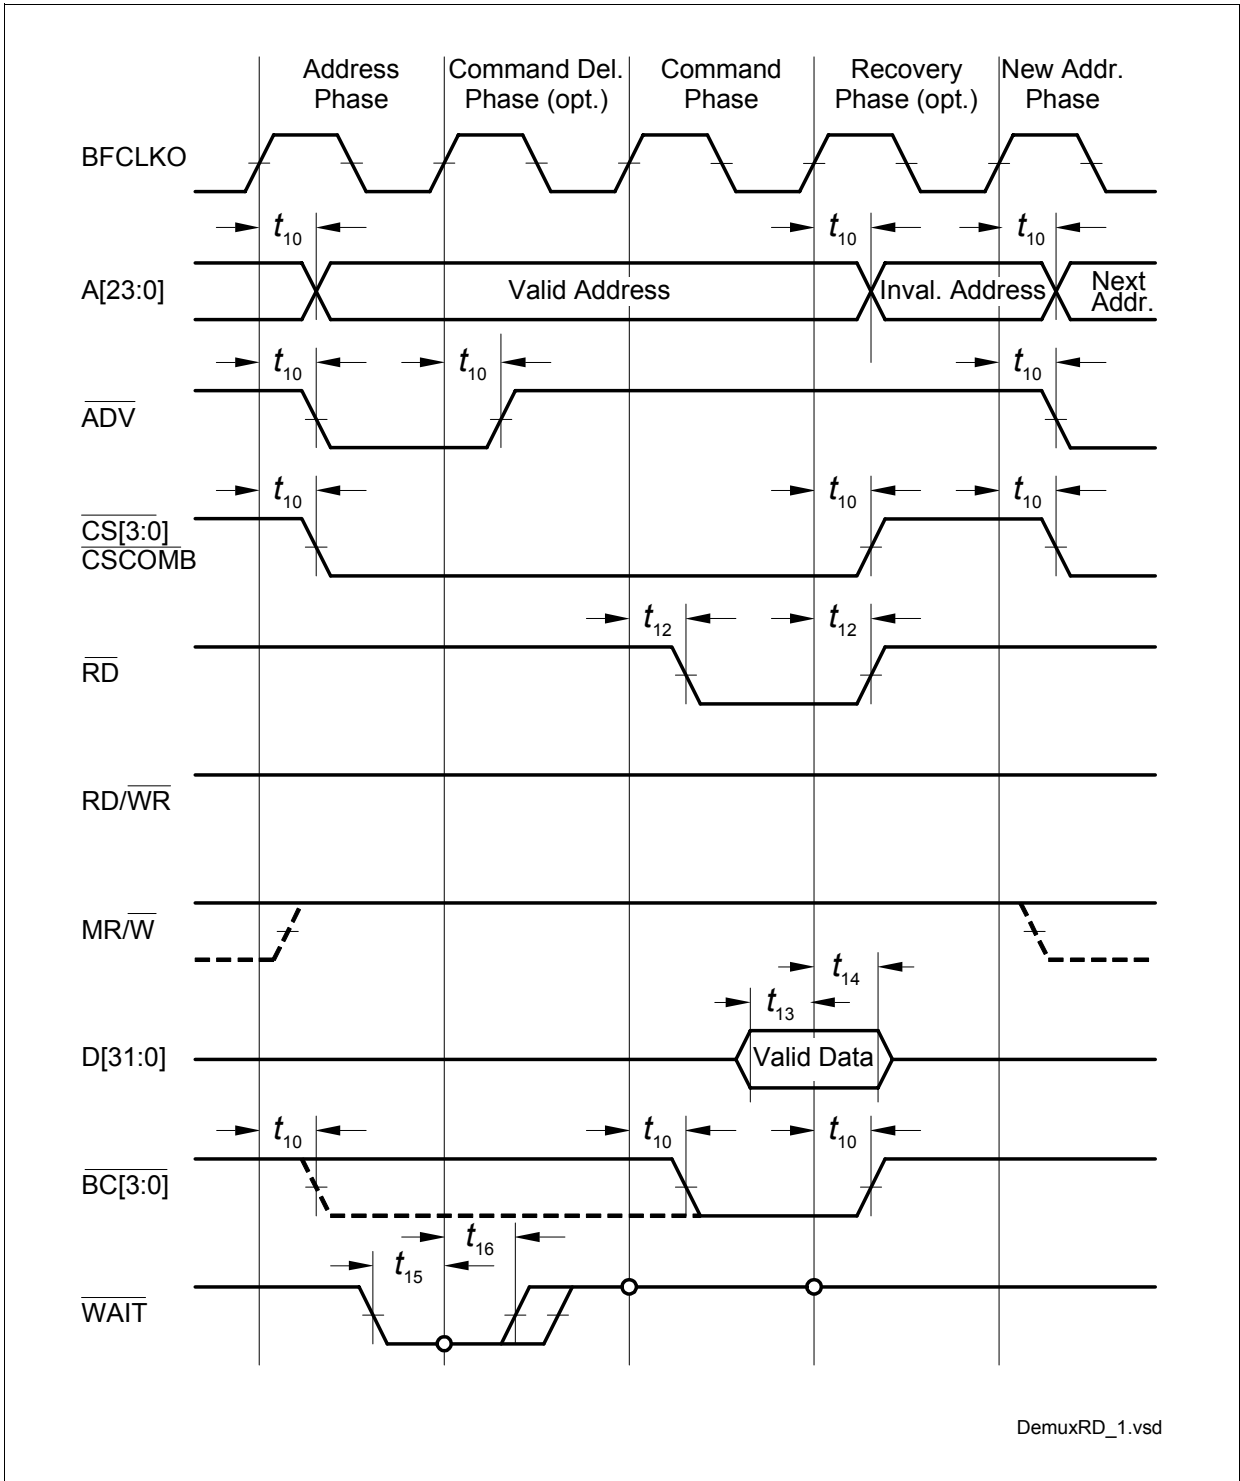 Address Phase
Command Del. Phase (opt.)
Command Phase
Recovery Phase (opt.)
New Addr. Phase
BFCLKO
t10 t10 t10
A[23:0]
Valid Address
Inval. Address
Next Addr.
t10 t10 t10
ADV
t10 t10 t10
CS[3:0]
CSCOMB
t12 t12
RD
RD/WR
MR/W
t14
t13
D[31:0]
Valid Data
t10 t10 t10
BC[3:0]
t16
t15
WAIT
DemuxRD_1.vsd